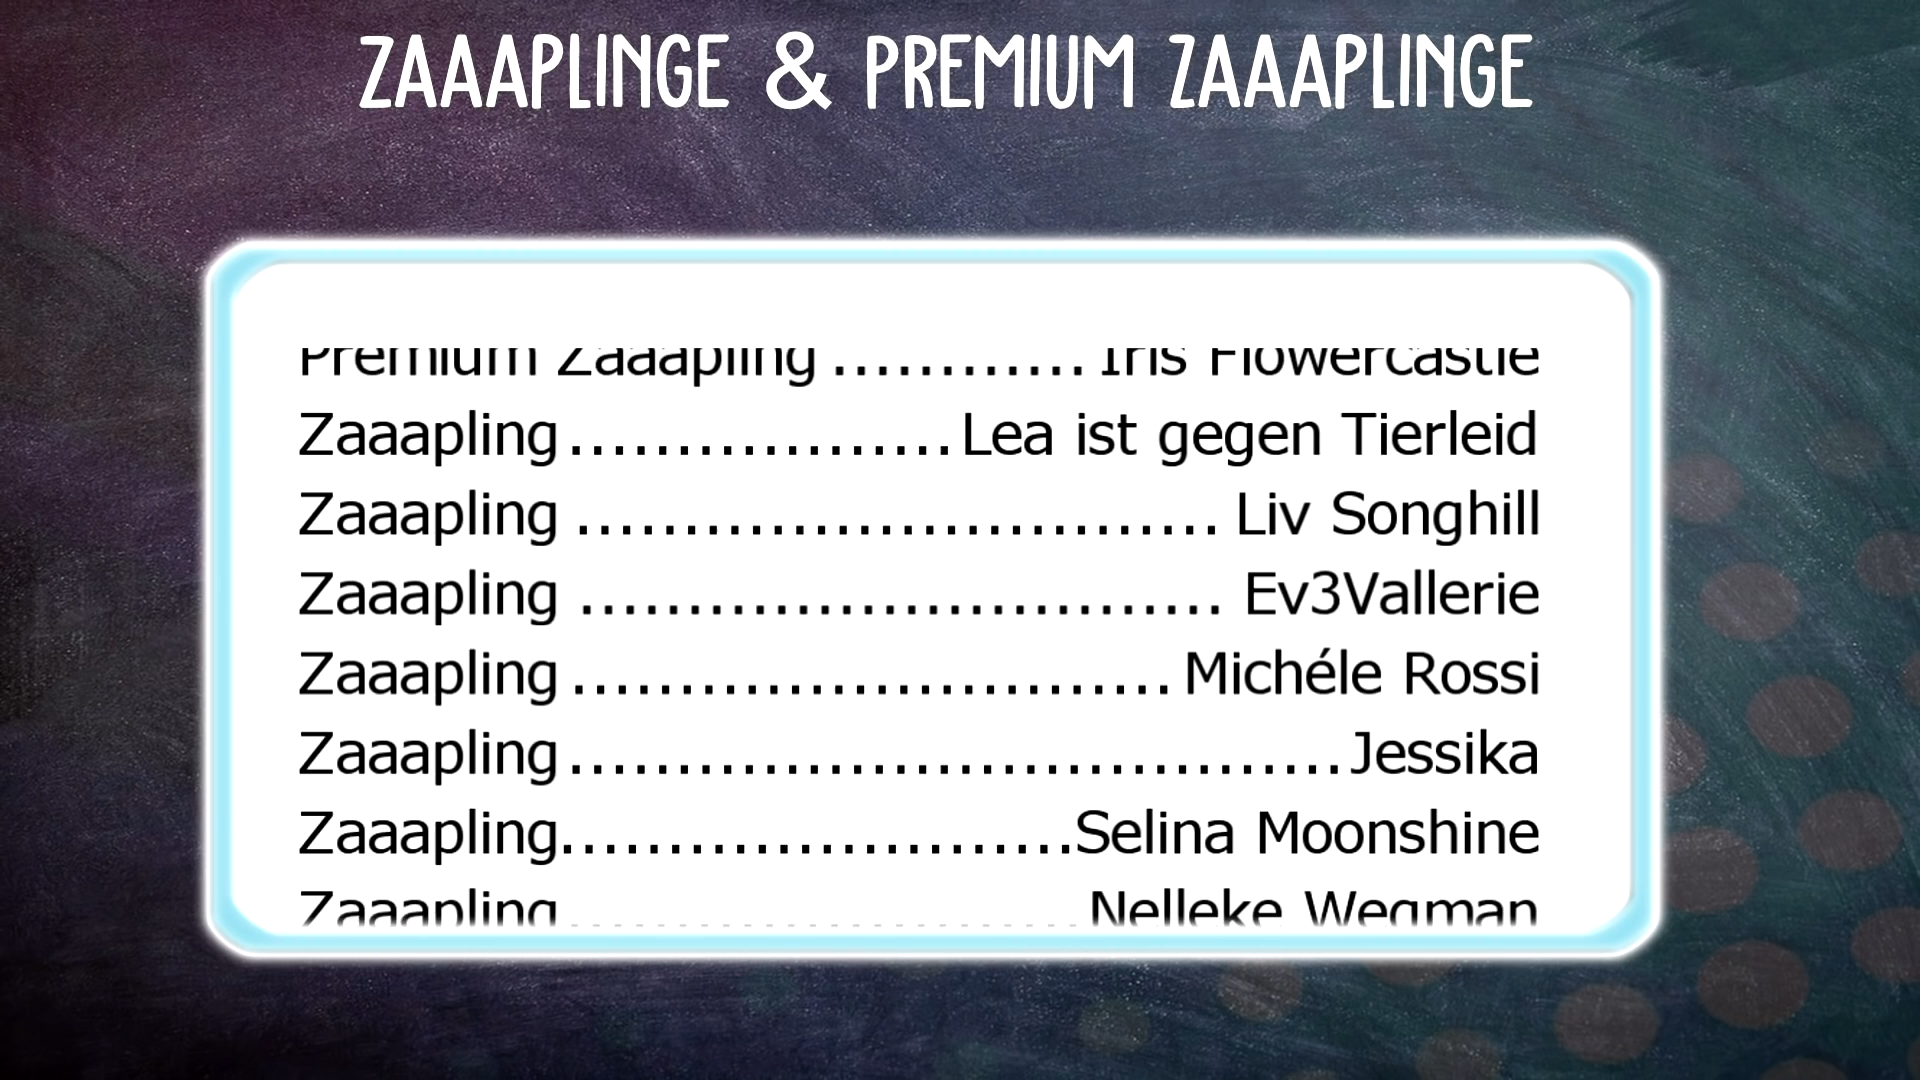 ZAAAPLINGE & PREMIUM ZAAAPLINGE
Premium Zaaapling ............ Iris Flowercastle
Zaaapling .................. Lea ist gegen Tierleid
Zaaapling .............................. Liv Songhill
Zaaapling .............................. Ev3Vallerie
Zaaapling ............................ Michéle Rossi
Zaaapling .................................... Jessika
Zaaapling........................Selina Moonshine
Zaaapling ........................ Nelleke Wegman